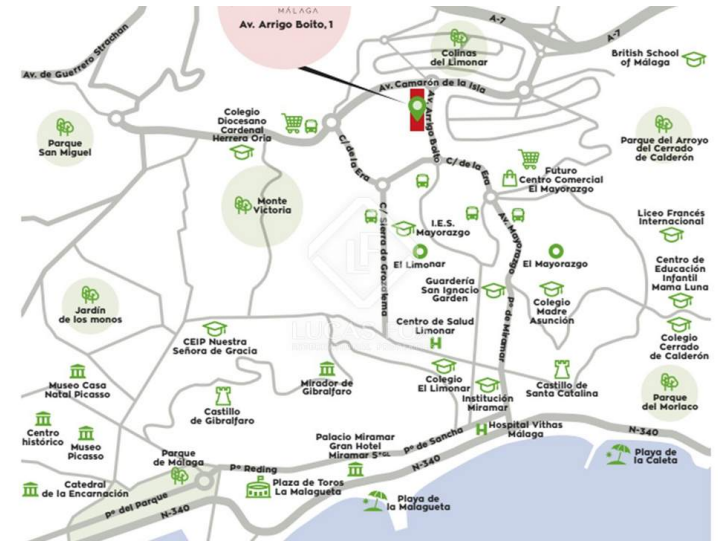 MÁLAGA
Av. Arrigo Boito, 1
A-7
A-7
Colinas
del Limonar
British School
of Málaga
Av. de Guerrero Strachan
Av. Camarón de la Isla
Av. Arrigo Boito
Colegio
Diocesano
Cardenal
Herrera Oria
Parque
San Miguel
C/ de la Era
C/ de la Era
Parque del Arroyo
del Cerrado
de Calderón
Futuro
Centro Comercial
El Mayorazgo
Monte
Victoria
C/ Sierra de Grazalema
I.E.S.
Mayorazgo
Av. Mayorazgo
Liceo Francés
Internacional
El Limonar
El Mayorazgo
Centro de
Educación
Infantil
Mama Luna
Guardería
San Ignacio
Garden
Colegio
Madre
Asunción
Jardín
de los monos
Pº de Miramar
Centro de Salud
Limonar
CEIP Nuestra
Señora de Gracia
Colegio
Cerrado
de Calderón
Museo Casa
Natal Picasso
Mirador de
Gibralfaro
Colegio
El Limonar
Institución
Miramar
Castillo de
Santa Catalina
Parque
del Morlaco
Castillo
de Gibralfaro
Centro
histórico
Museo
Picasso
Palacio Miramar
Gran Hotel
Miramar 5*GL
Pº de Sancha
Hospital Vithas
Málaga
N-340
Parque
de Málaga
Pº Reding
N-340
Playa de
la Caleta
Catedral
de la Encarnación
Plaza de Toros
La Malagueta
Pº del Parque
N-340
Playa de
la Malagueta